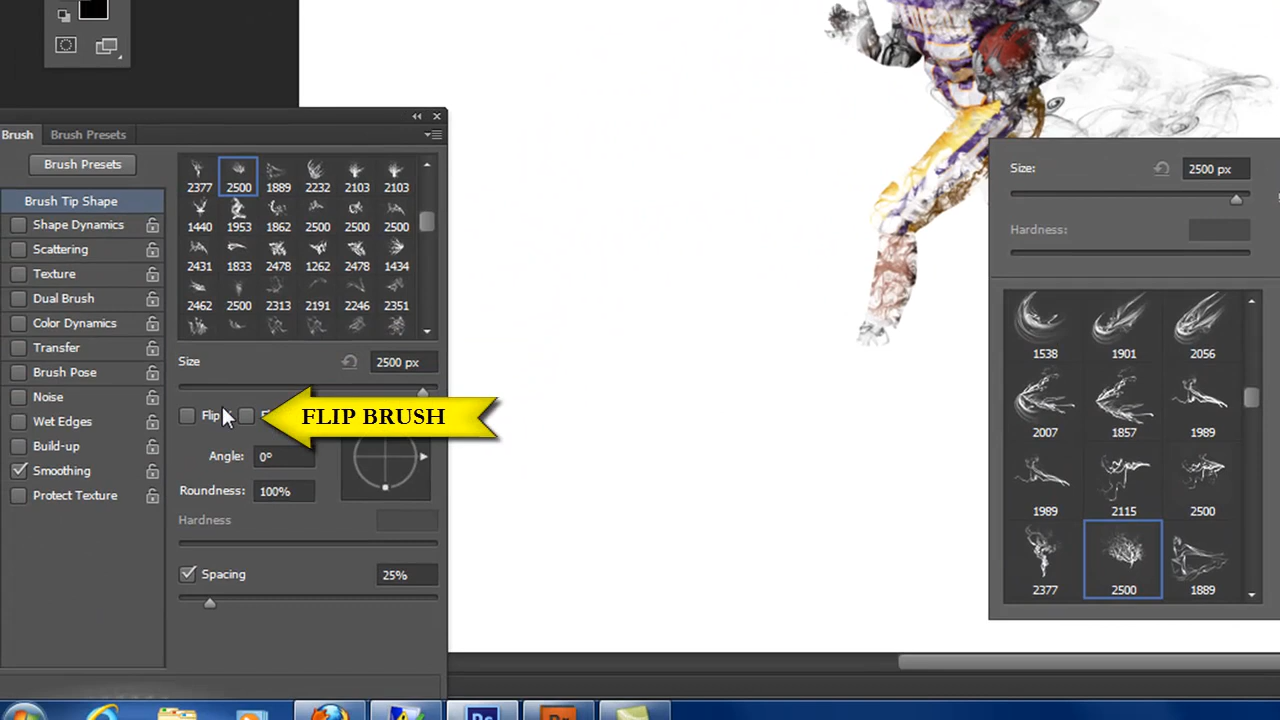 Brush
Brush Presets
Brush Presets
Brush Tip Shape
Shape Dynamics
Scattering
Texture
Dual Brush
Color Dynamics
Transfer
Brush Pose
Noise
Wet Edges
Build-up
Smoothing
Protect Texture
2377 2500 1889 2232 2103 2103
1440 1953 1862 2500 2500 2500
2431 1833 2478 1262 2478 1434
2462 2500 2313 2191 2246 2351
Size 2500 px
Flip
FLIP BRUSH
Angle: 0º
Roundness: 100%
Hardness
Spacing 25%
Size: 2500 px
Hardness:
1538 1901 2056
2007 1857 1989
1989 2115 2500
2377 2500 1889
Ps